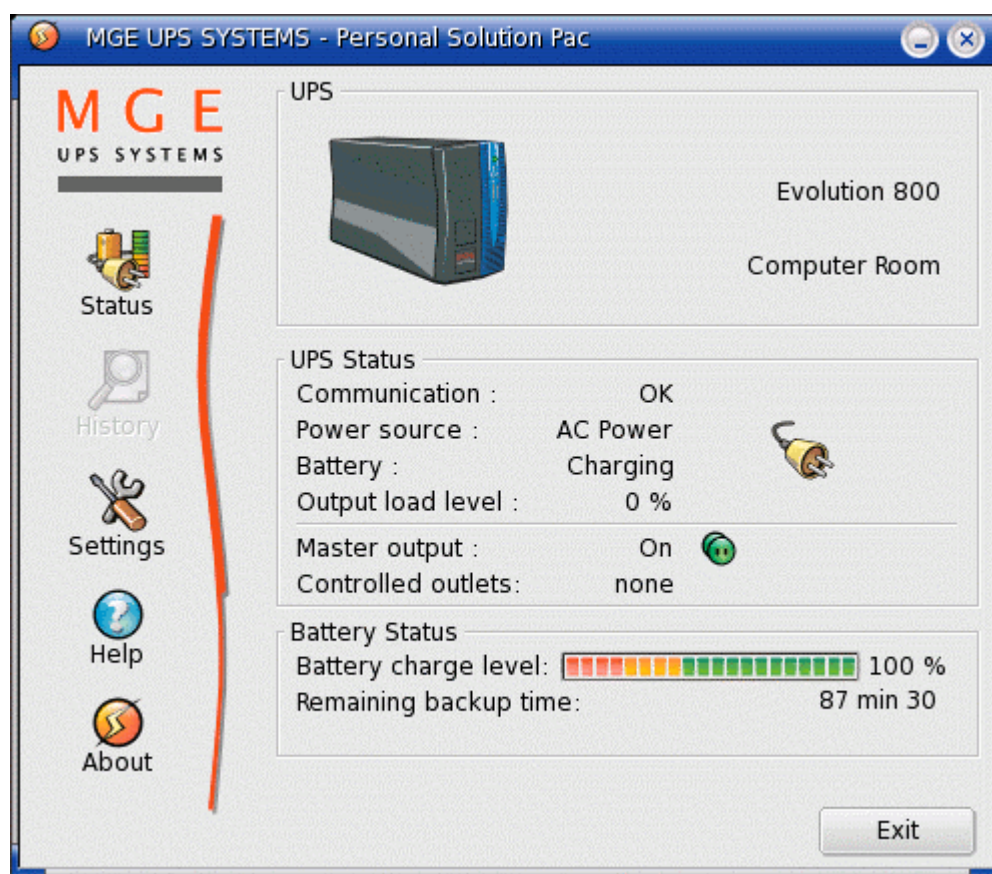 MGE UPS SYSTEMS - Personal Solution Pac
MGE
UPS SYSTEMS
Status
History
Settings
Help
About
UPS
Evolution 800
Computer Room
UPS Status
Communication : OK
Power source : AC Power
Battery : Charging
Output load level : 0 %
Master output : On
Controlled outlets: none
Battery Status
Battery charge level: 100 %
Remaining backup time: 87 min 30
Exit